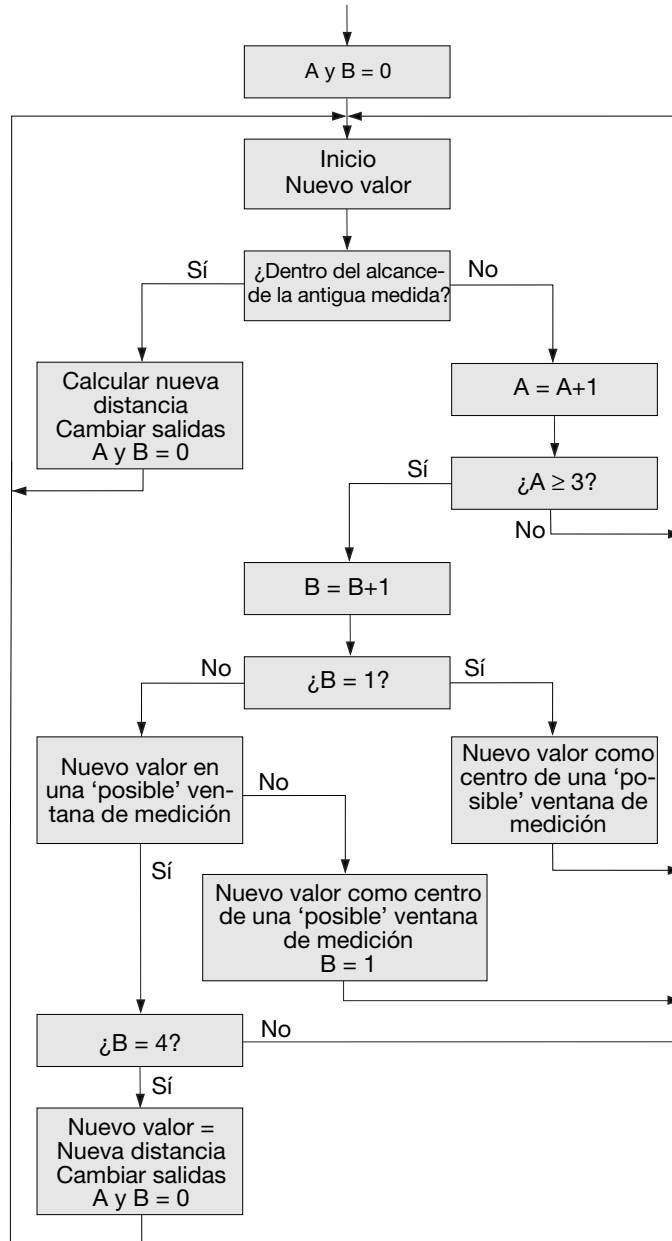 A y B = 0
Inicio
Nuevo valor
Sí
¿Dentro del alcance-
de la antigua medida?
No
Calcular nueva
distancia
Cambiar salidas
A y B = 0
A = A+1
Sí
¿A ≥ 3?
No
B = B+1
No
¿B = 1?
Sí
Nuevo valor en
una ‘posible’ ven-
tana de medición
No
Nuevo valor como
centro de una ‘po-
sible’ ventana de
medición
Sí
Nuevo valor como centro
de una ‘posible’ ventana
de medición
B = 1
¿B = 4?
No
Sí
Nuevo valor =
Nueva distancia
Cambiar salidas
A y B = 0